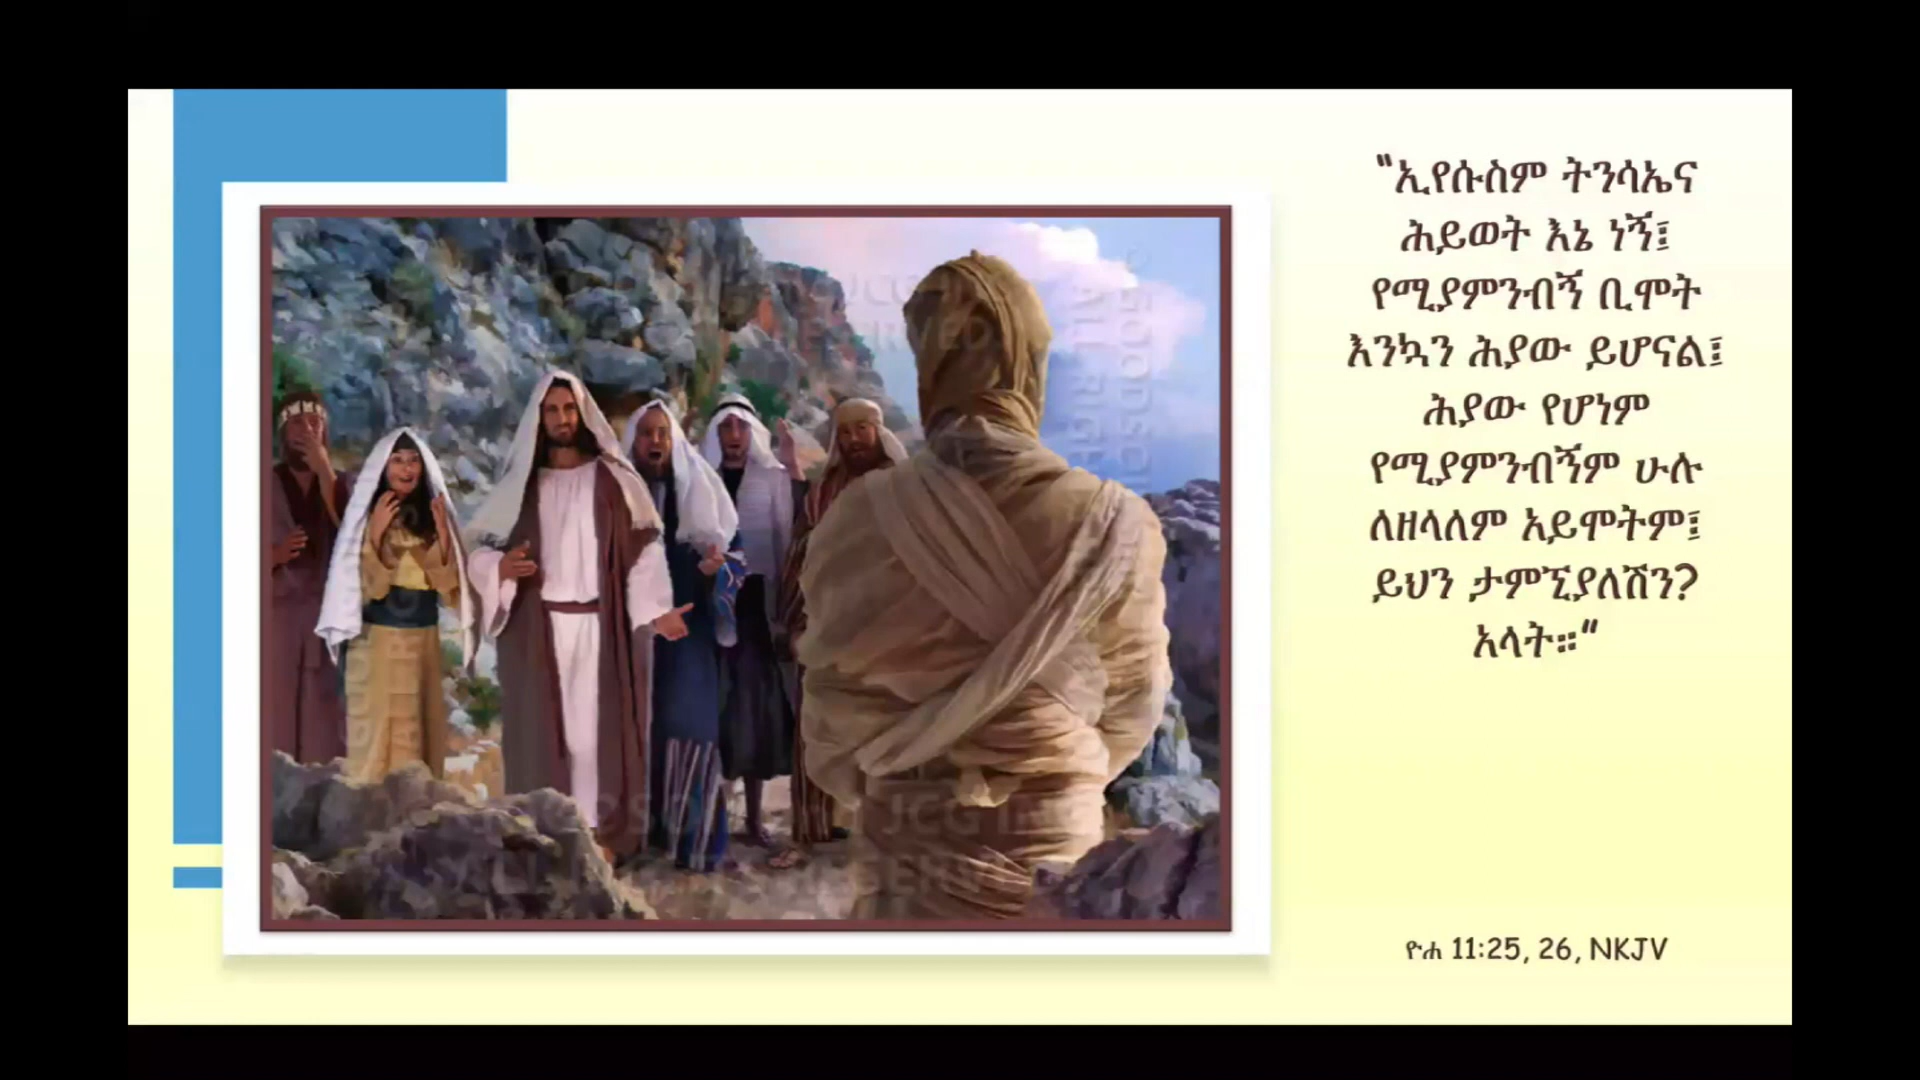 "ኢየሱስም ትንሳኤና
ሕይወት እኔ ነኝ፤
የሚያምንብኝ ቢሞት
እንኳን ሕያው ይሆናል፤
ሕያው የሆነም
የሚያምንብኝም ሁሉ
ለዘላለም አይሞትም፤
ይህን ታምኚያለሽን?
አላት።“
ዮሐ 11:25, 26, NKJV